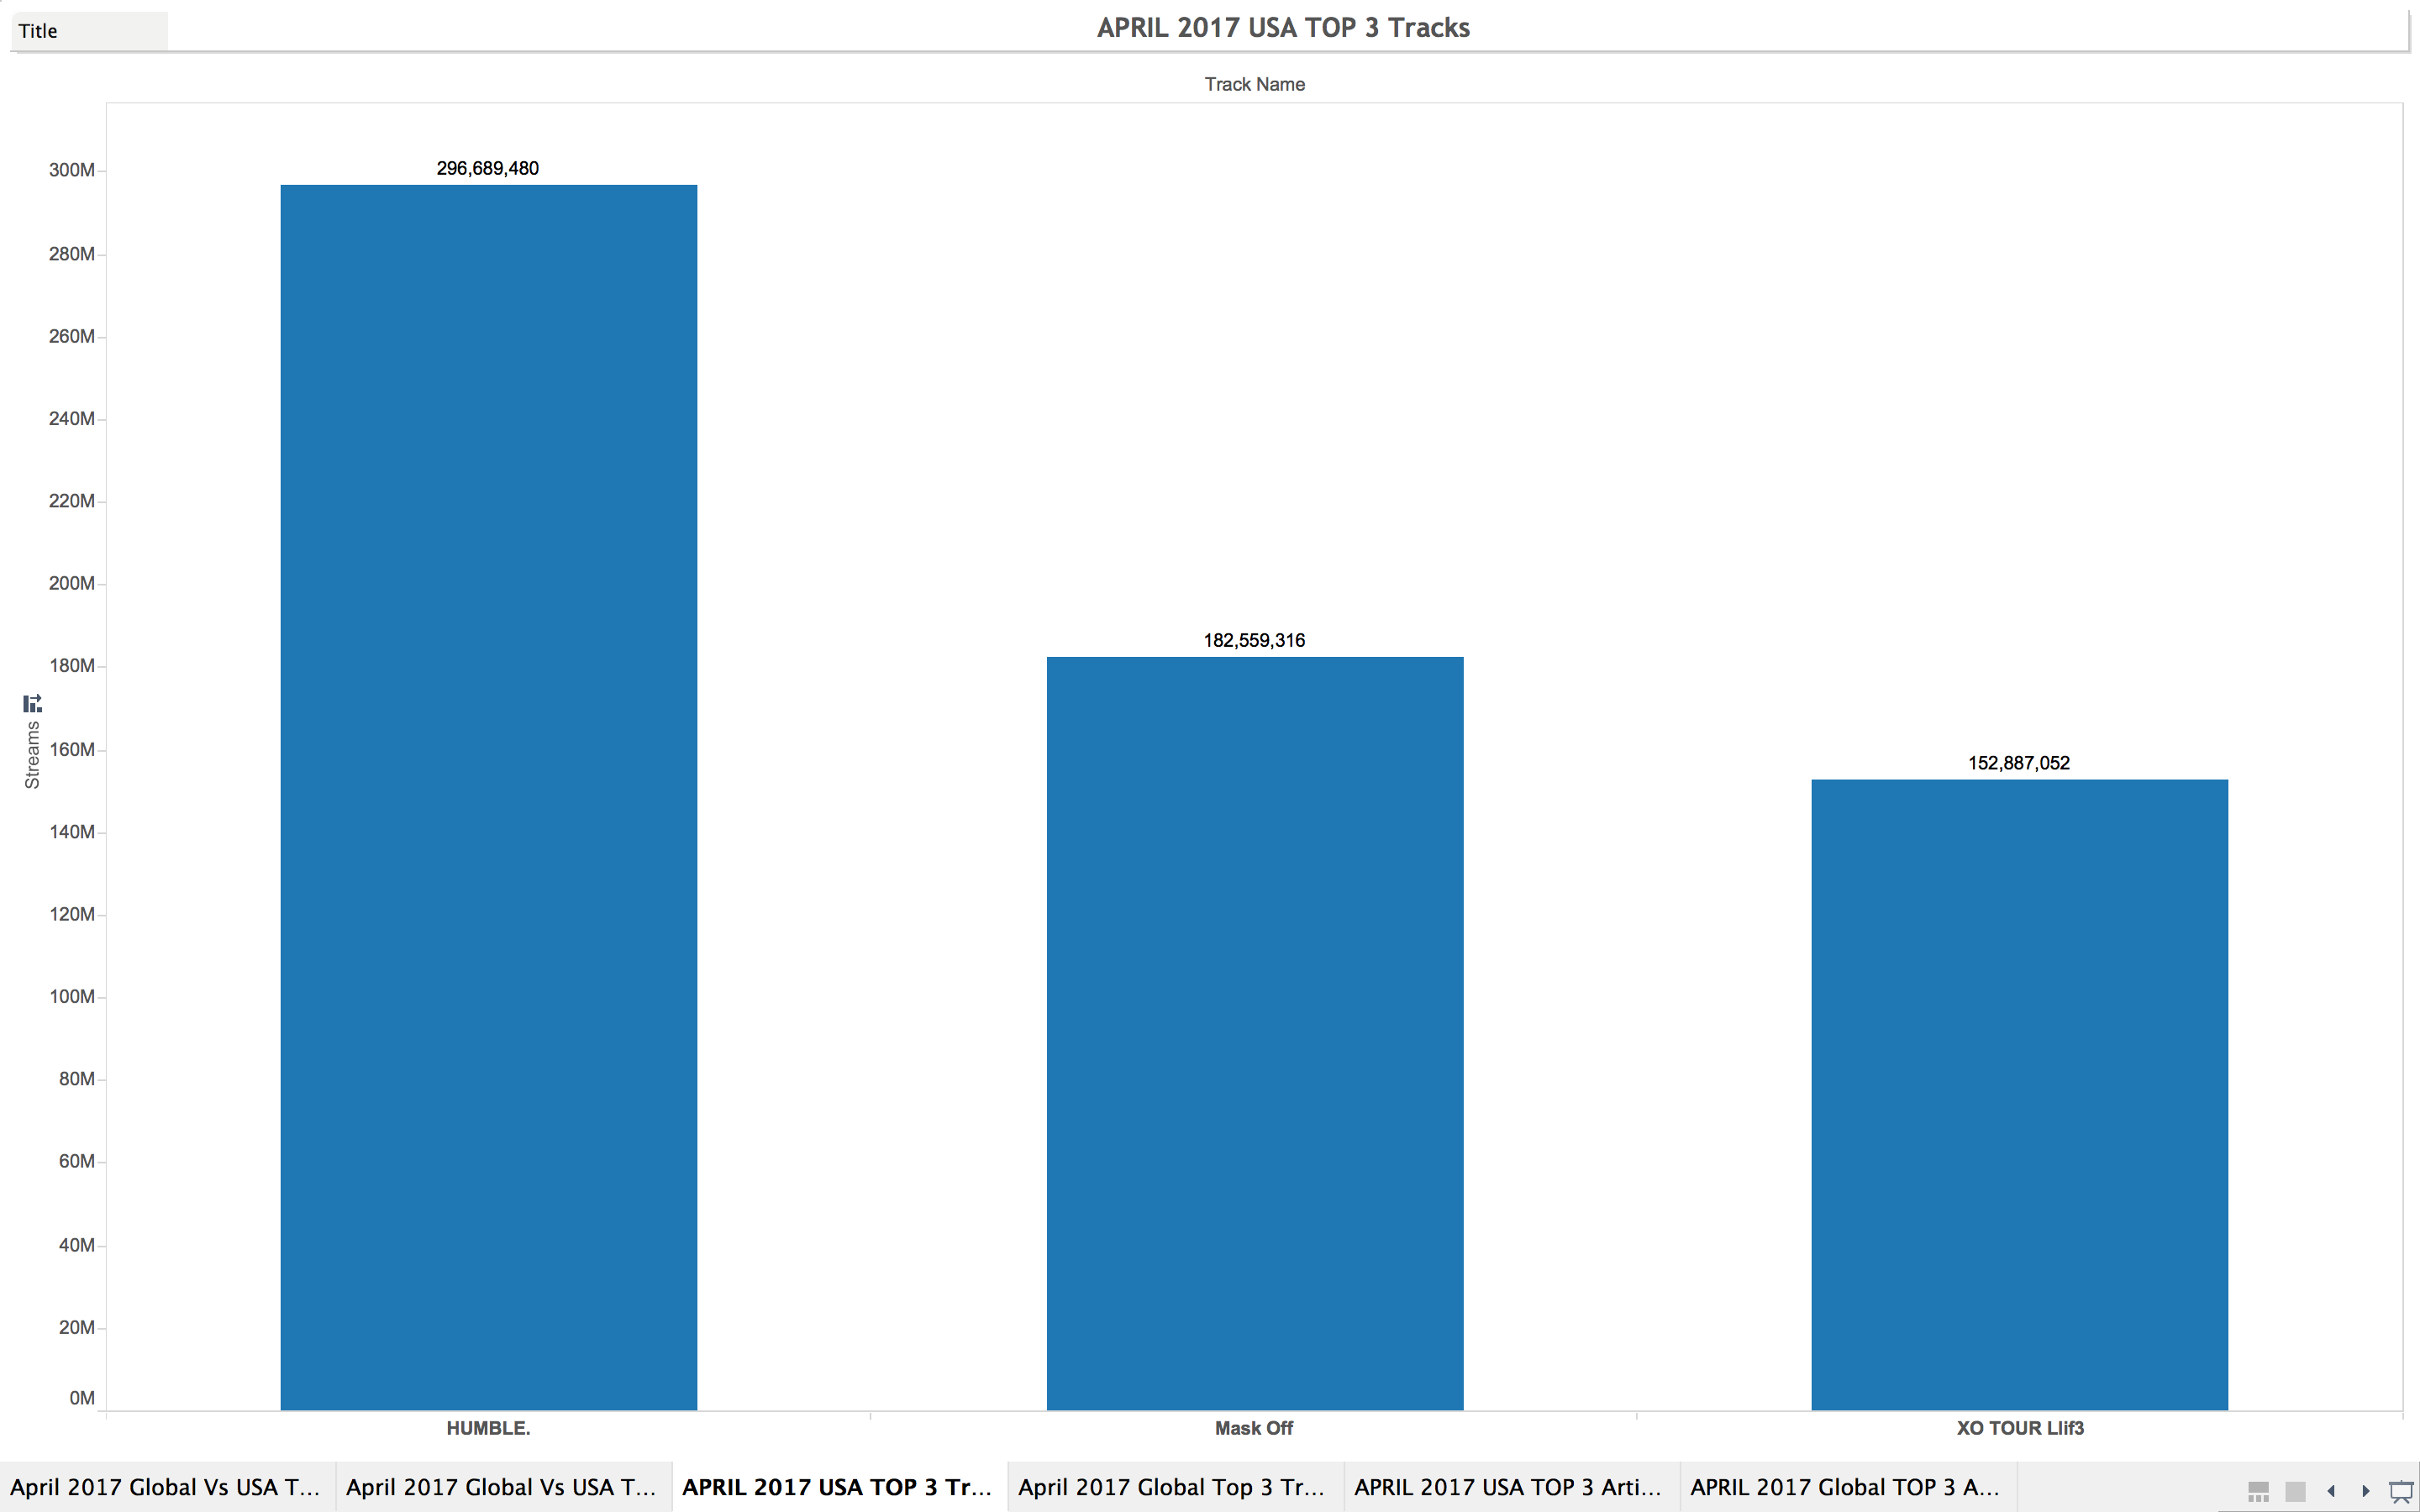 Title
APRIL 2017 USA TOP 3 Tracks
Track Name
300M
280M
260M
240M
220M
200M
180M
160M
140M
120M
100M
80M
60M
40M
20M
0M
Streams
296,689,480
182,559,316
152,887,052
HUMBLE.
Mask Off
XO TOUR Llif3
April 2017 Global Vs USA T...
April 2017 Global Vs USA T...
APRIL 2017 USA TOP 3 Tr...
April 2017 Global Top 3 Tr...
APRIL 2017 USA TOP 3 Arti...
APRIL 2017 Global TOP 3 A...